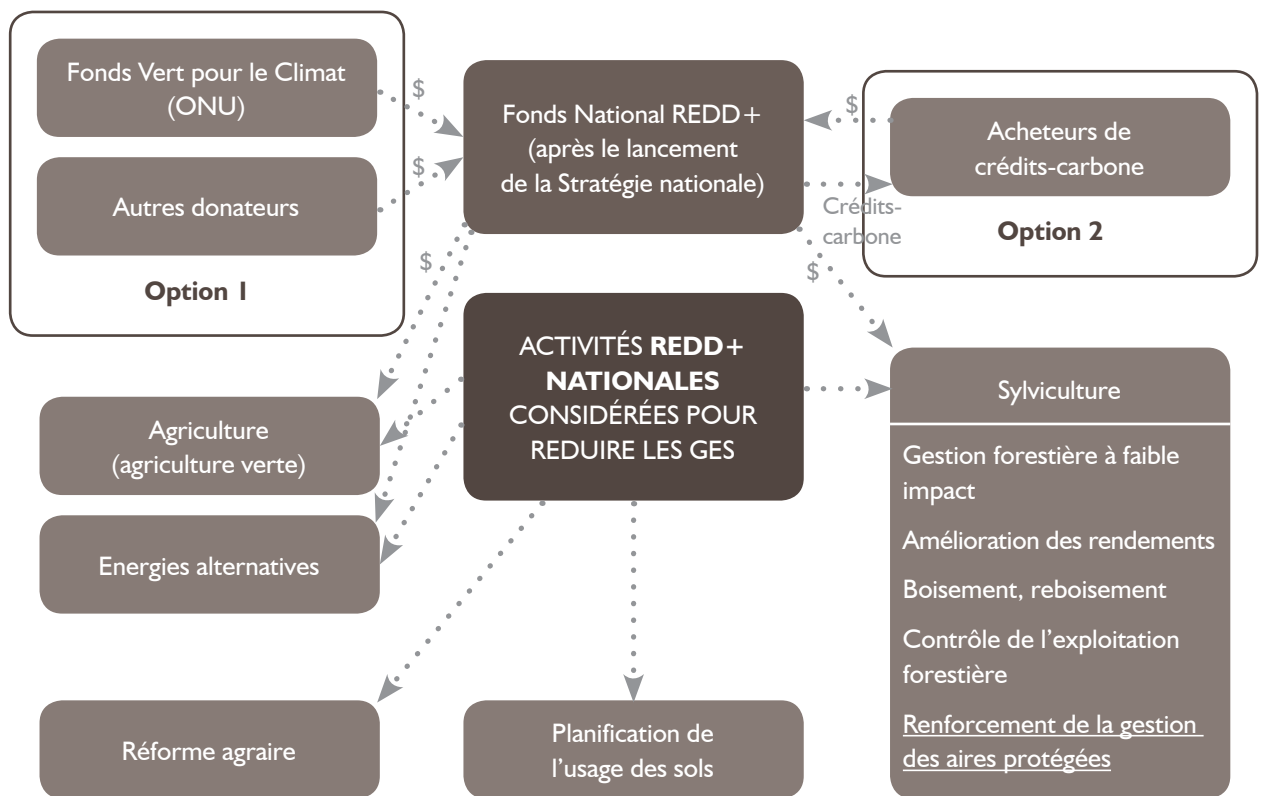 Fonds Vert pour le Climat
(ONU)
Autres donateurs
Option 1
$
$
Fonds National REDD+
(après le lancement
de la Stratégie nationale)
$
Acheteurs de
crédits-carbone
Option 2
Crédits-
carbone
$
$
ACTIVITÉS REDD+
NATIONALES
CONSIDÉRÉES POUR
REDUIRE LES GES
Agriculture
(agriculture verte)
Energies alternatives
Réforme agraire
Planification de
l’usage des sols
Sylviculture
Gestion forestière à faible
impact
Amélioration des rendements
Boisement, reboisement
Contrôle de l’exploitation
forestière
Renforcement de la gestion
des aires protégées